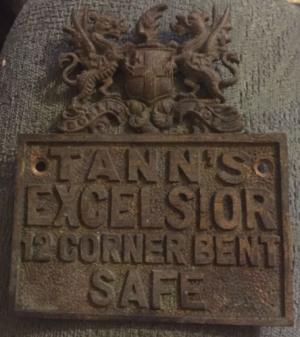 TANN'S
EXCELSIOR
12 CORNER BENT
SAFE